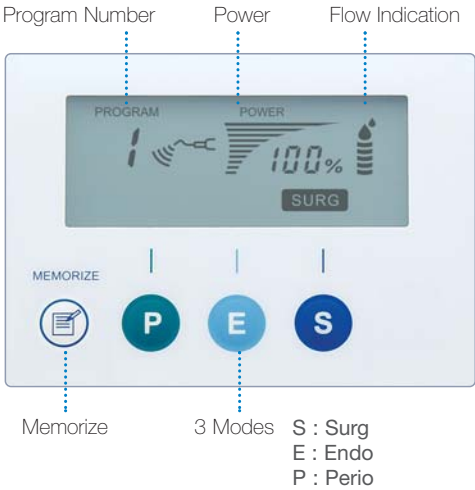 Program Number Power Flow Indication
PROGRAM POWER
1 100%
SURG
MEMORIZE
P E S
Memorize 3 Modes S : Surg
E : Endo
P : Perio